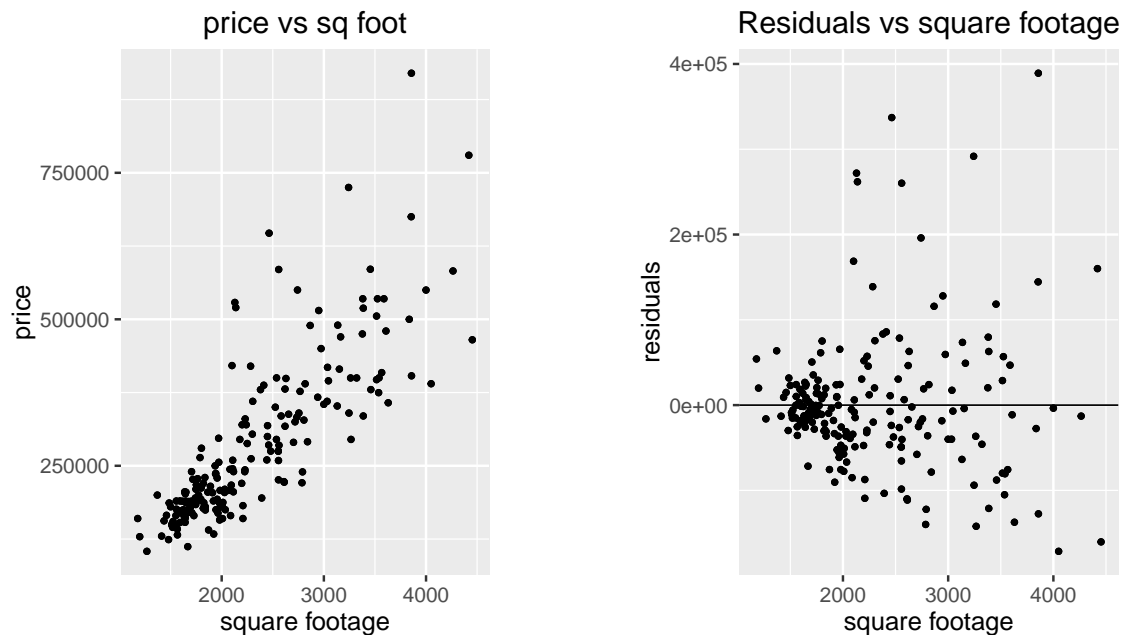 price vs sq foot
750000
500000
250000
price
2000 3000 4000
square footage
Residuals vs square footage
4e+05
2e+05
0e+00
residuals
2000 3000 4000
square footage